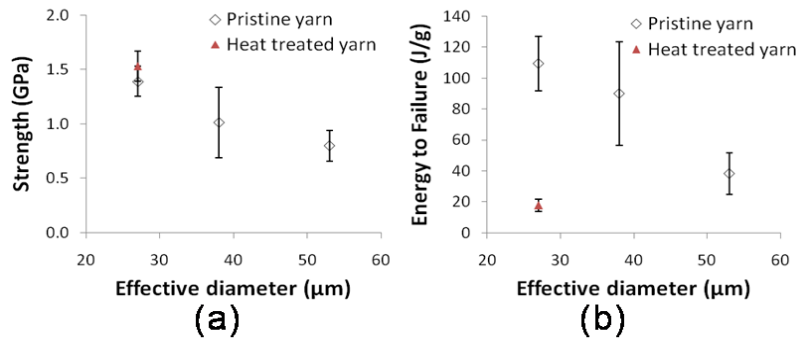 2.0
1.5
1.0
0.5
0.0
20
30
40
50
60
Strength (GPa)
Effective diameter (μm)
Pristine yarn
Heat treated yarn
(a)
140
120
100
80
60
40
20
0
20
30
40
50
60
Energy to Failure (J/g)
Effective diameter (μm)
Pristine yarn
Heat treated yarn
(b)